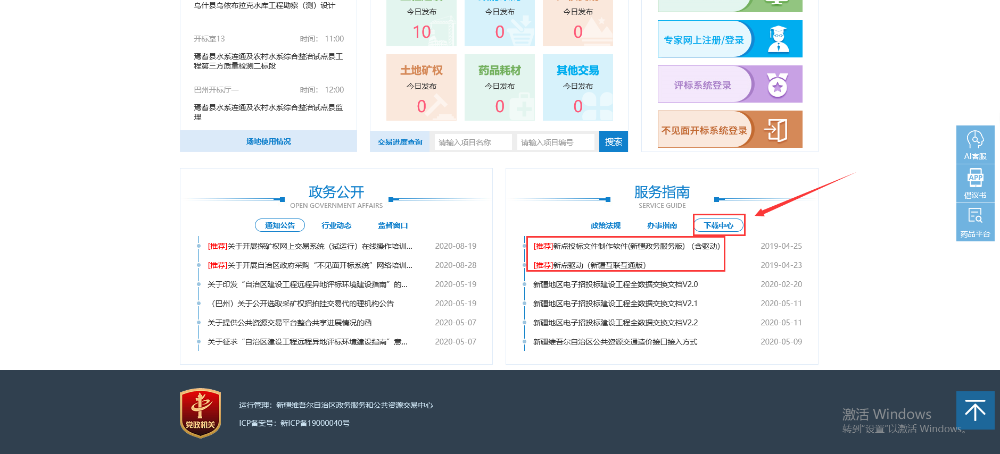 乌什县乌依布拉克水库工程勘察（测）设计
开标室13 时间： 11:00
焉耆县水系连通及农村水系综合整治试点县工
程第三方质量检测二标段
巴州开标厅一 时间： 12:00
焉耆县水系连通及农村水系综合整治试点县监
理
场地使用情况
今日发布 今日发布 今日发布
10 0 0
土地矿权 药品耗材 其他交易
今日发布 今日发布 今日发布
0 0 0
交易进度查询 请输入项目名称 请输入项目编号 搜索
专家网上注册/登录
评标系统登录
不见面开标系统登录
AI客服
APP
倡议书
药品平台
政务公开
OPEN GOVERNMENT AFFAIRS
通知公告 行业动态 监督窗口
[推荐]关于开展探矿权网上交易系统（试运行）在线操作培训... 2020-08-19
[推荐]关于开展自治区政府采购“不见面开标系统”网络培训... 2020-08-28
关于印发“自治区建设工程远程异地评标环境建设指南”的... 2020-05-19
（巴州）关于公开选取采矿权招拍挂交易代的理机构公告 2020-05-19
关于提供公共资源交易平台整合共享进展情况的函 2020-05-07
关于征求“自治区建设工程远程异地评标环境建设指南”意... 2020-05-07
服务指南
SERVICE GUIDE
政策法规 办事指南 下载中心
[推荐]新点投标文件制作软件(新疆政务服务版）（含驱动） 2019-04-25
[推荐]新点驱动（新疆互联互通版） 2019-04-23
新疆地区电子招投标建设工程全数据交换文档V2.0 2020-02-20
新疆地区电子招投标建设工程全数据交换文档V2.1 2020-05-11
新疆地区电子招投标建设工程全数据交换文档V2.2 2020-05-11
新疆维吾尔自治区公共资源交通造价接口接入方式 2020-05-09
党政机关
运行管理：新疆维吾尔自治区政务服务和公共资源交易中心
ICP备案号：新ICP备19000040号
激活 Windows
转到“设置”以激活 Windows。